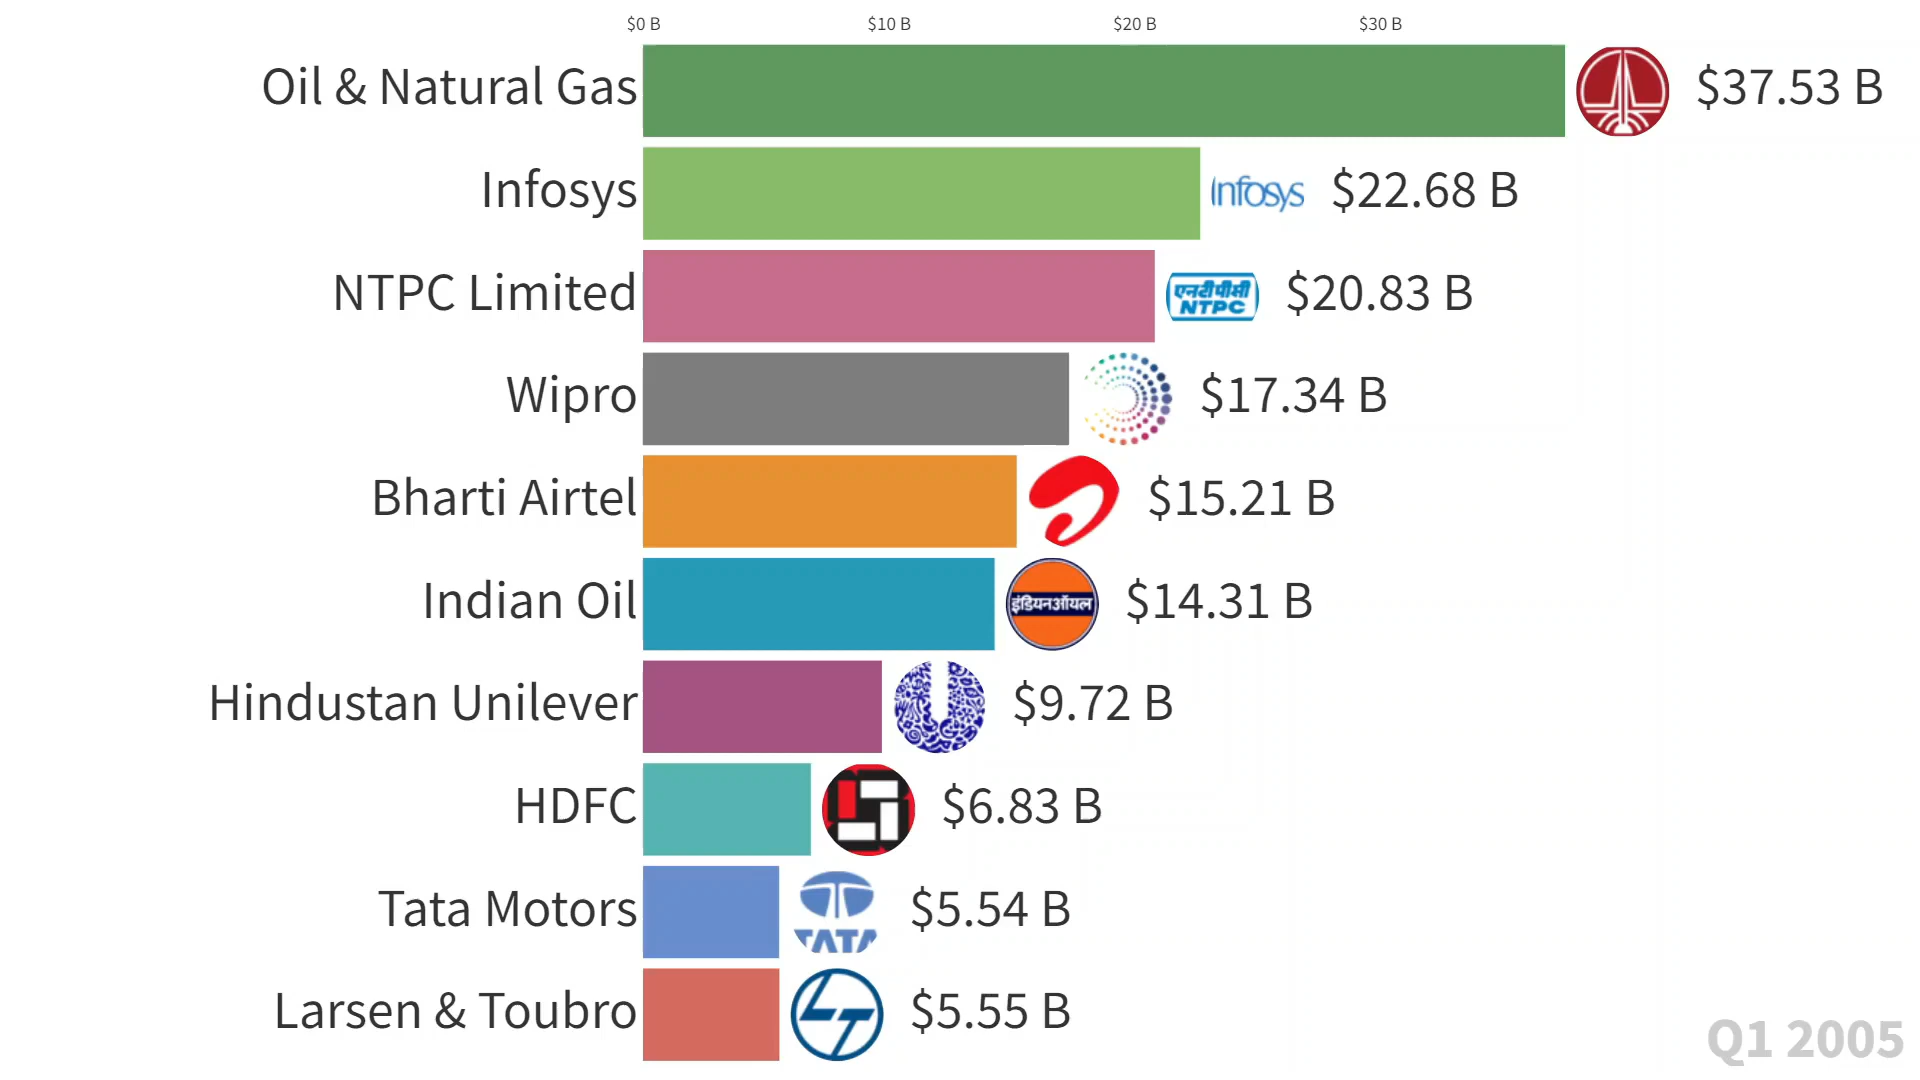 $0 B $10 B $20 B $30 B
Oil & Natural Gas $37.53 B
Infosys Infosys $22.68 B
NTPC Limited एनटीपीसी NTPC $20.83 B
Wipro $17.34 B
Bharti Airtel $15.21 B
Indian Oil इंडियनऑयल $14.31 B
Hindustan Unilever $9.72 B
HDFC $6.83 B
Tata Motors TATA $5.54 B
Larsen & Toubro LT $5.55 B
Q1 2005